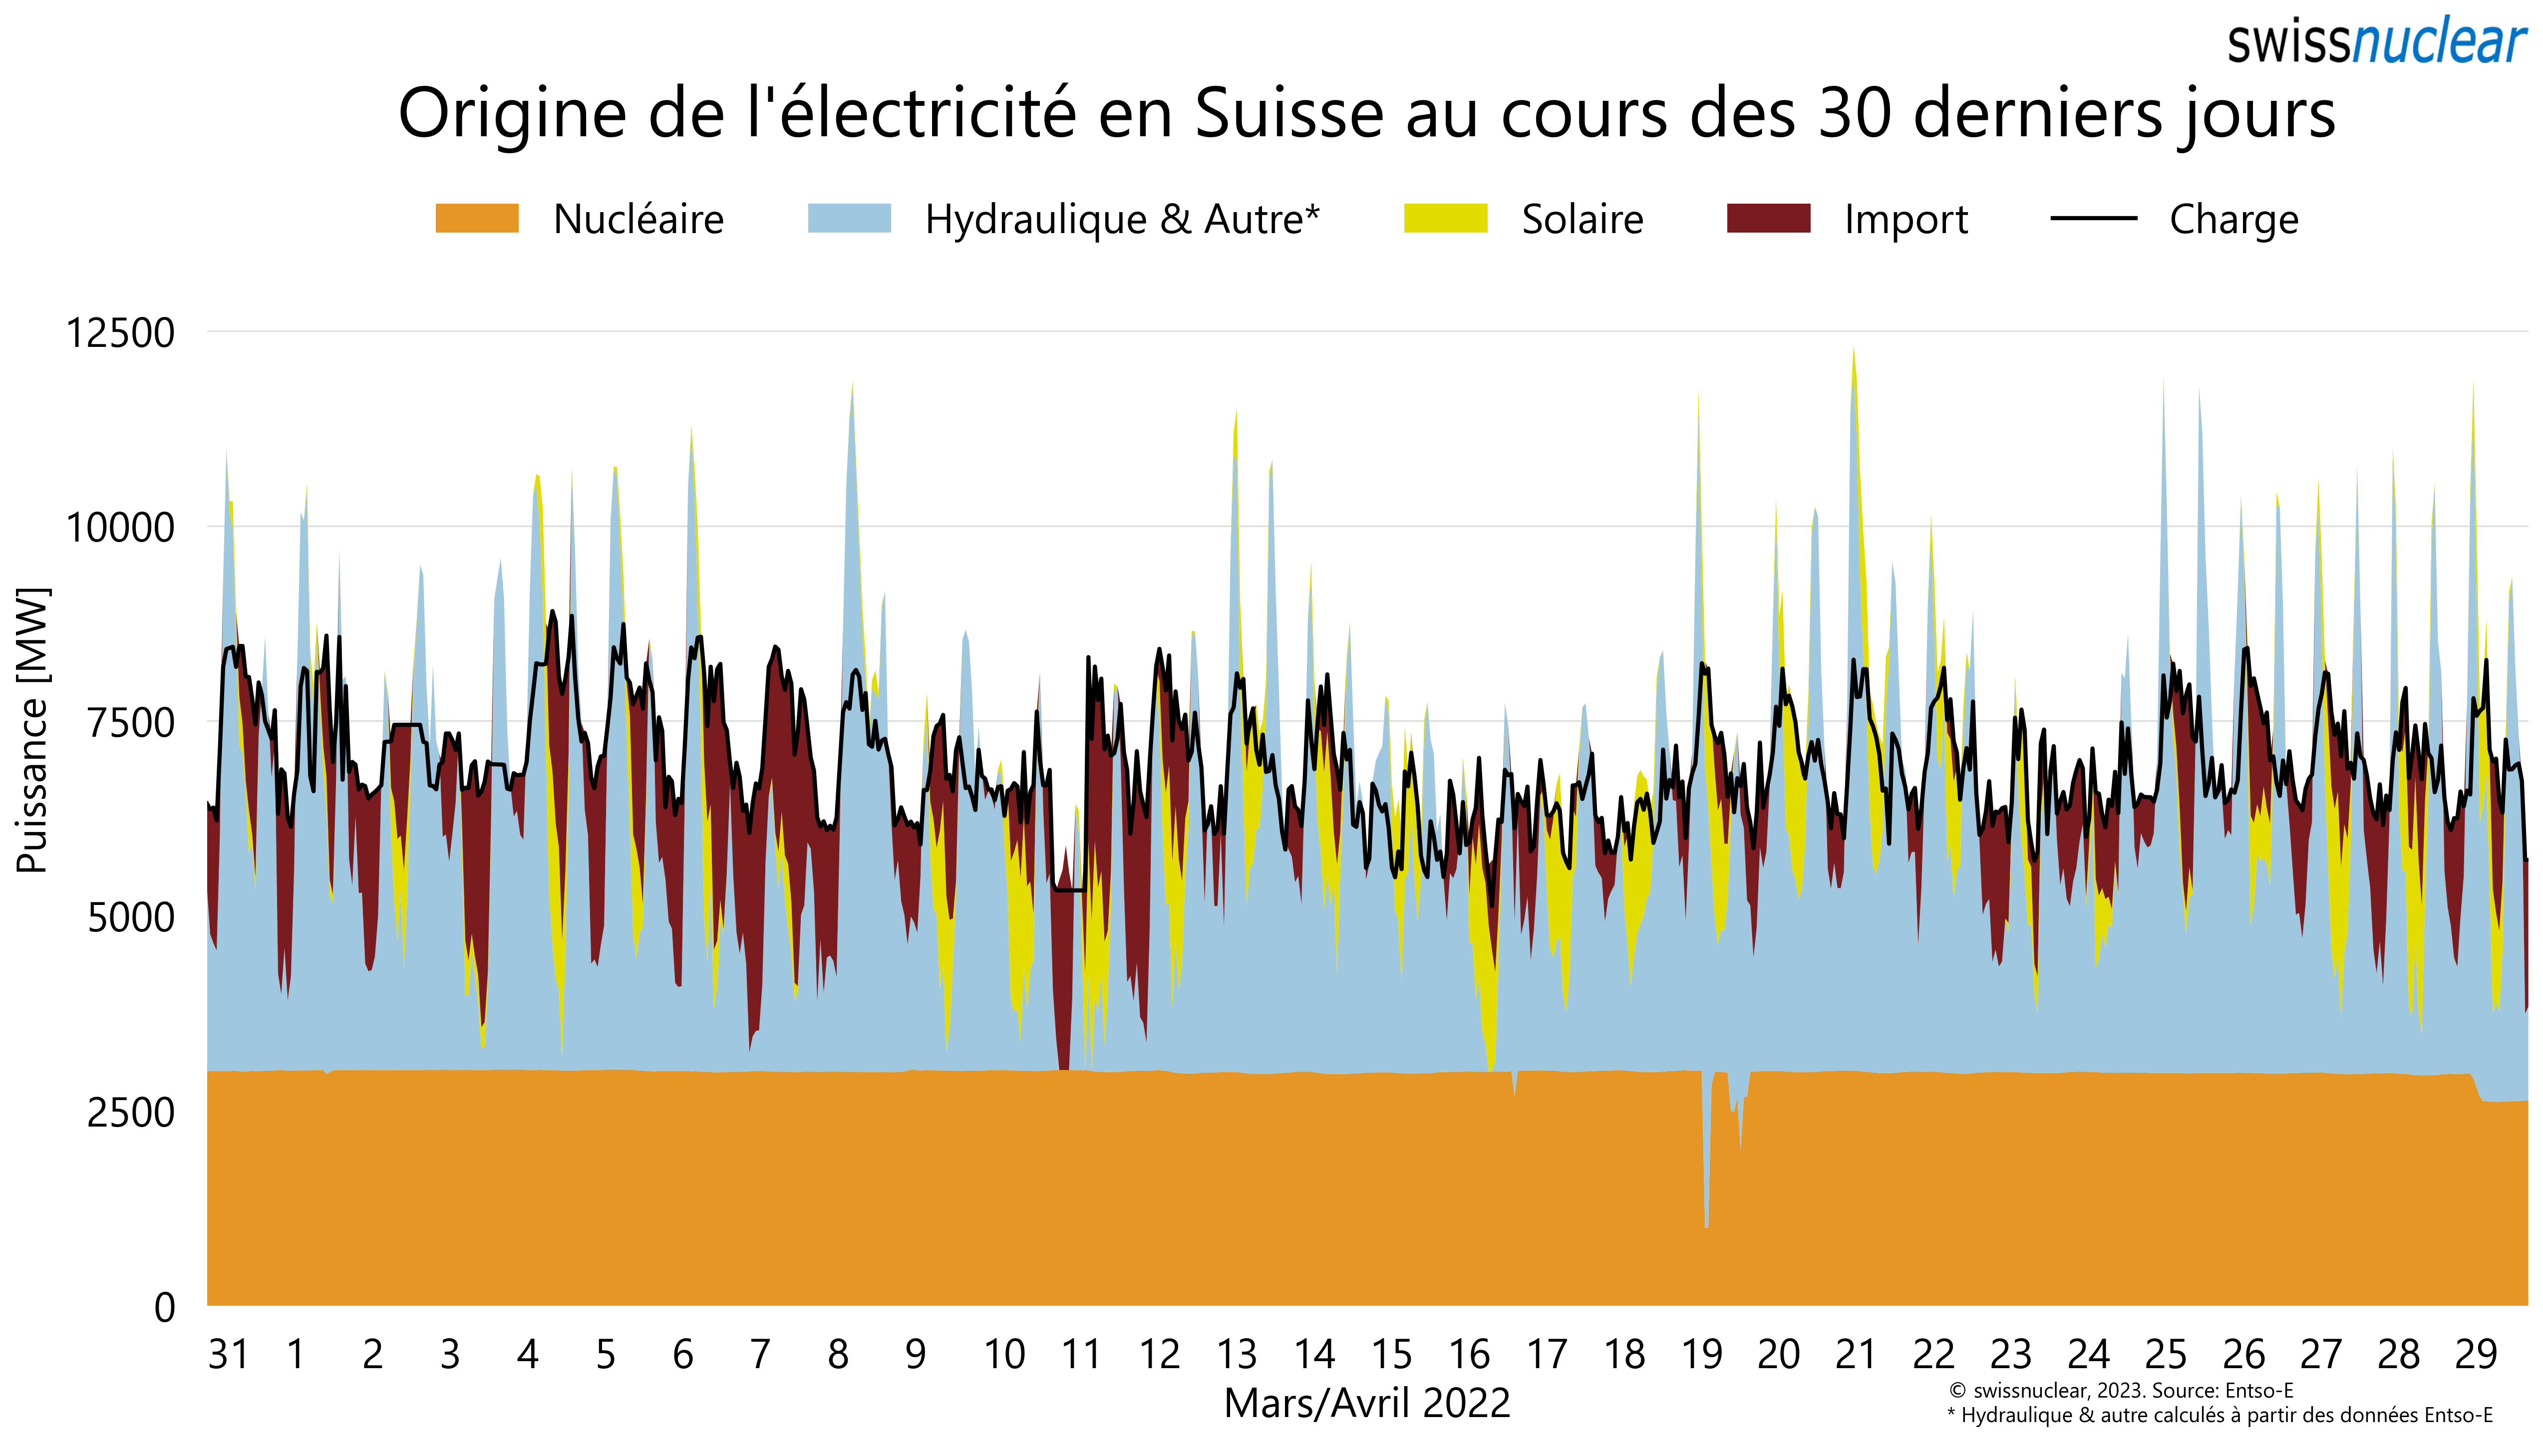 swissnuclear
Origine de l'électricité en Suisse au cours des 30 derniers jours
Nucléaire Hydraulique & Autre* Solaire Import Charge
Puissance [MW]
12500
10000
7500
5000
2500
0
31 1 2 3 4 5 6 7 8 9 10 11 12 13 14 15 16 17 18 19 20 21 22 23 24 25 26 27 28 29
Mars/Avril 2022
© swissnuclear, 2023. Source: Entso-E
* Hydraulique & autre calculés à partir des données Entso-E